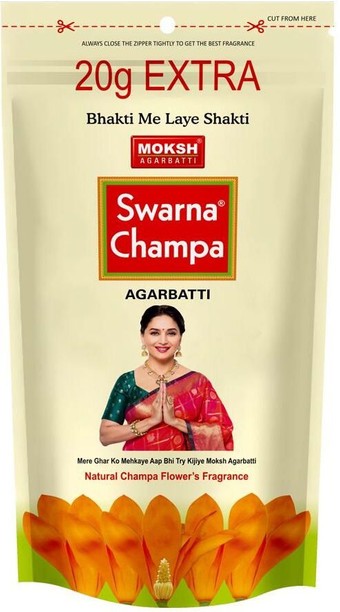 CUT FROM HERE
ALWAYS CLOSE THE ZIPPER TIGHTLY TO GET THE BEST FRAGRANCE
20g EXTRA
Bhakti Me Laye Shakti
MOKSH®
AGARBATTI
Swarna®
Champa
AGARBATTI
Mere Ghar Ko Mehkaye Aap Bhi Try Kijiye Moksh Agarbatti
Natural Champa Flower's Fragrance